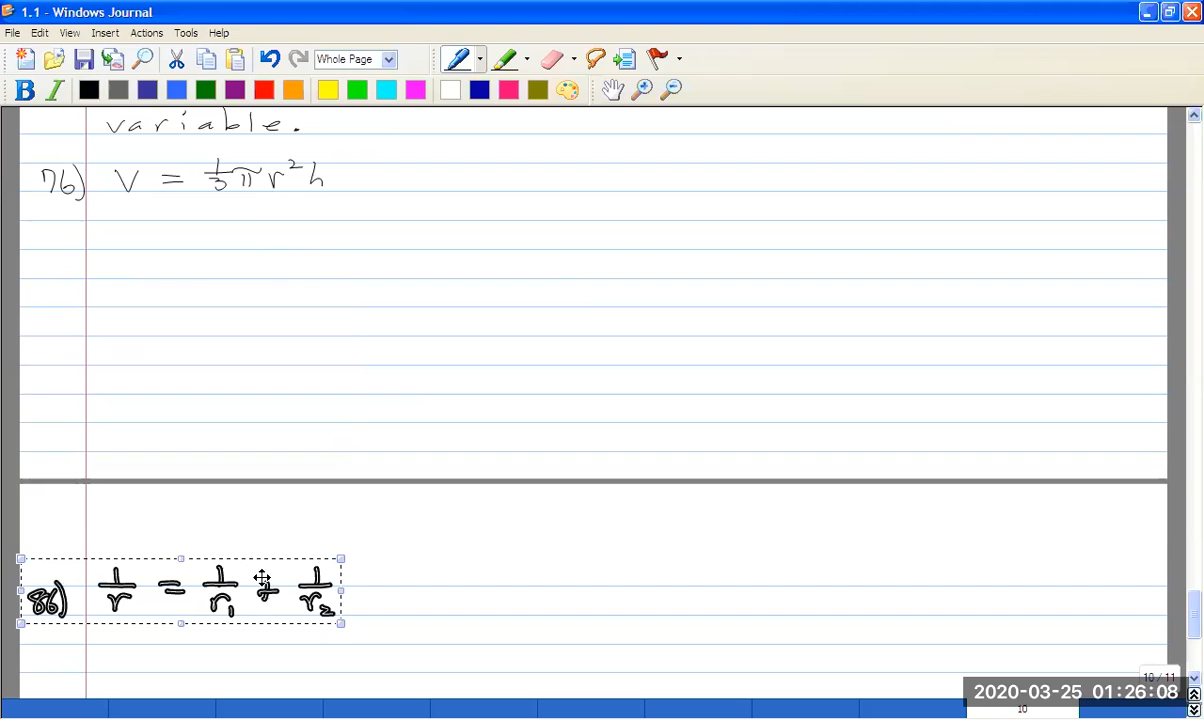 1.1 - Windows Journal
File Edit View Insert Actions Tools Help
Whole Page
B I
variable.
76) V = 1/3 π r² h
86) 1/r = 1/r₁ + 1/r₂
10 / 11
2020-03-25 01:26:08
10